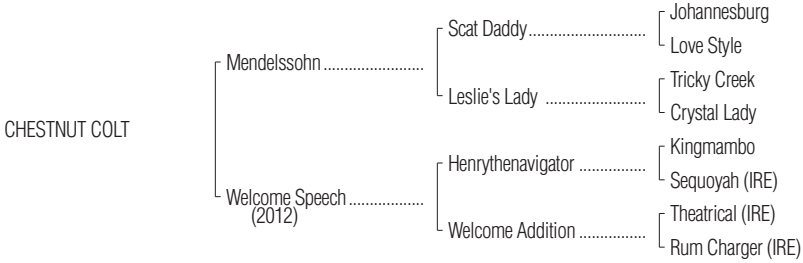 Johannesburg
Scat Daddy..............................
Love Style
Mendelssohn .........................
Tricky Creek
Leslie's Lady ..........................
Crystal Lady
CHESTNUT COLT
Kingmambo
Henrythenavigator .................
Sequoyah (IRE)
Welcome Speech ...................
(2012)
Theatrical (IRE)
Welcome Addition .................
Rum Charger (IRE)